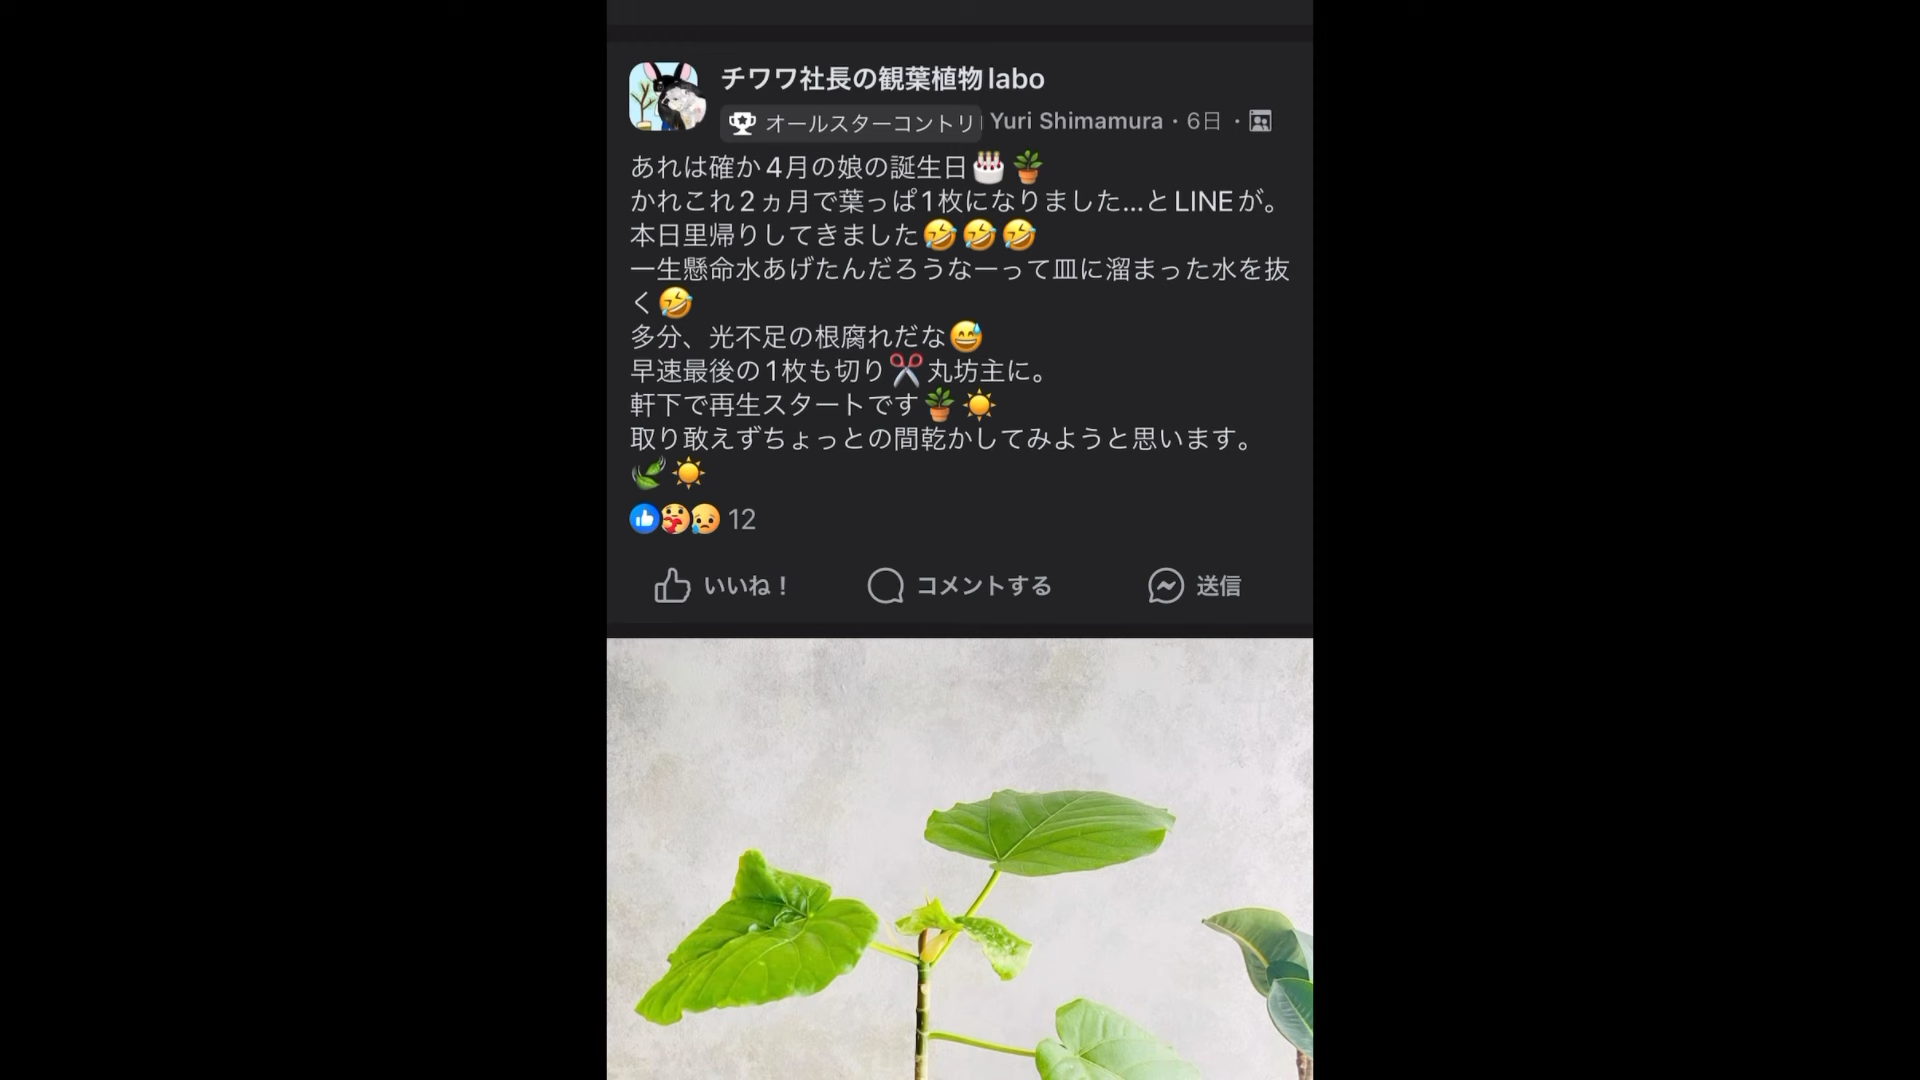 チワワ社長の観葉植物labo
オールスターコントリ Yuri Shimamura・6日・
あれは確か4月の娘の誕生日🎂🪴
かれこれ2ヵ月で葉っぱ1枚になりました...とLINEが。
本日里帰りしてきました🤣🤣🤣
一生懸命水あげたんだろうなーって皿に溜まった水を抜
く🤣
多分、光不足の根腐れだな😅
早速最後の1枚も切り✂️丸坊主に。
軒下で再生スタートです🪴☀️
取り敢えずちょっとの間乾かしてみようと思います。
🌿☀️
12
いいね！ コメントする 送信